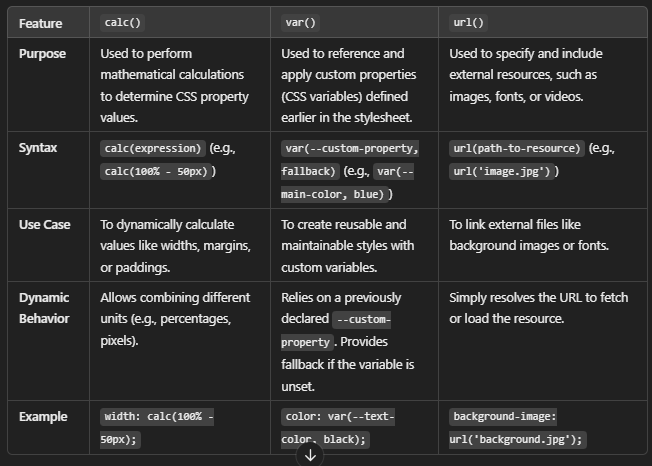 Feature calc() var() url()
Purpose Used to perform Used to reference and Used to specify and include
mathematical calculations apply custom properties external resources, such as
to determine CSS property (CSS variables) defined images, fonts, or videos.
values. earlier in the stylesheet.
Syntax calc(expression) (e.g., var(--custom-property, url(path-to-resource) (e.g.,
calc(100% - 50px) ) fallback) (e.g., var(-- url('image.jpg') )
main-color, blue) )
Use Case To dynamically calculate To create reusable and To link external files like
values like widths, margins, maintainable styles with background images or fonts.
or paddings. custom variables.
Dynamic Allows combining different Relies on a previously Simply resolves the URL to fetch
Behavior units (e.g., percentages, declared --custom- or load the resource.
pixels). property . Provides
fallback if the variable is
unset.
Example width: calc(100% - color: var(--text- background-image:
50px); color, black); url('background.jpg');